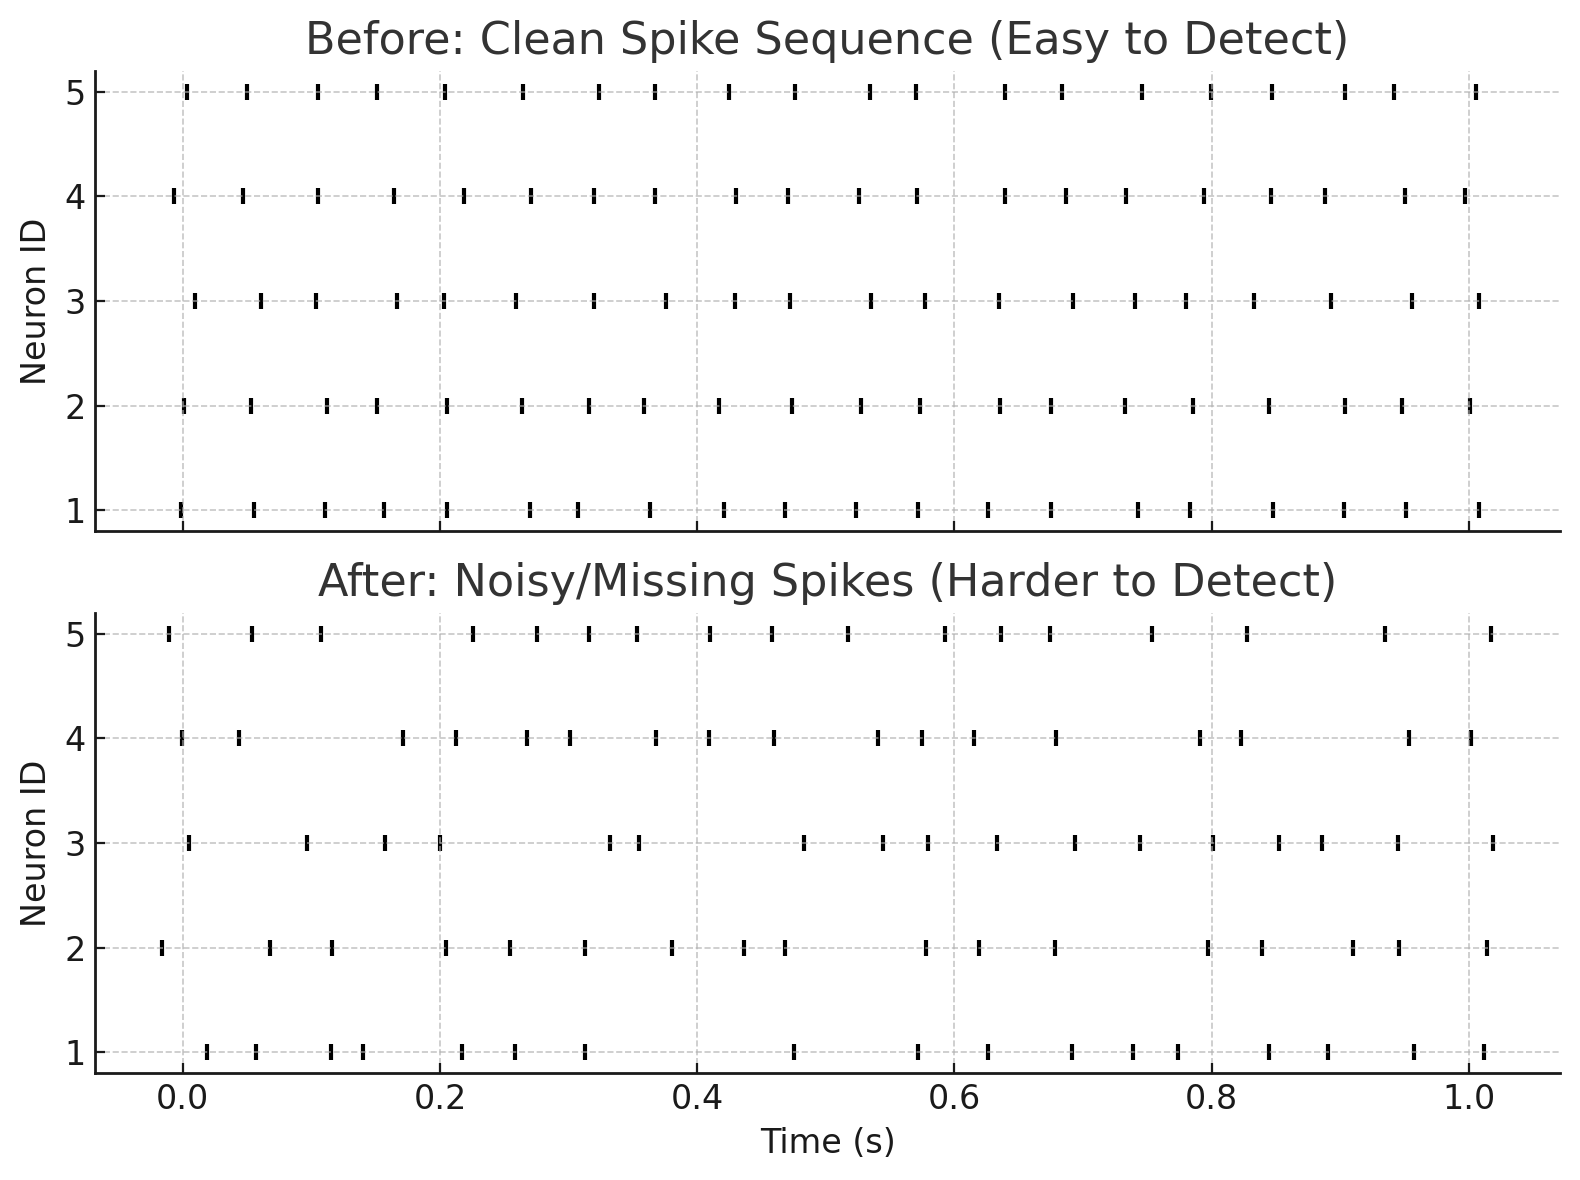 Before: Clean Spike Sequence (Easy to Detect)
5
4
3
2
1
Neuron ID
After: Noisy/Missing Spikes (Harder to Detect)
5
4
3
2
1
Neuron ID
0.0 0.2 0.4 0.6 0.8 1.0
Time (s)